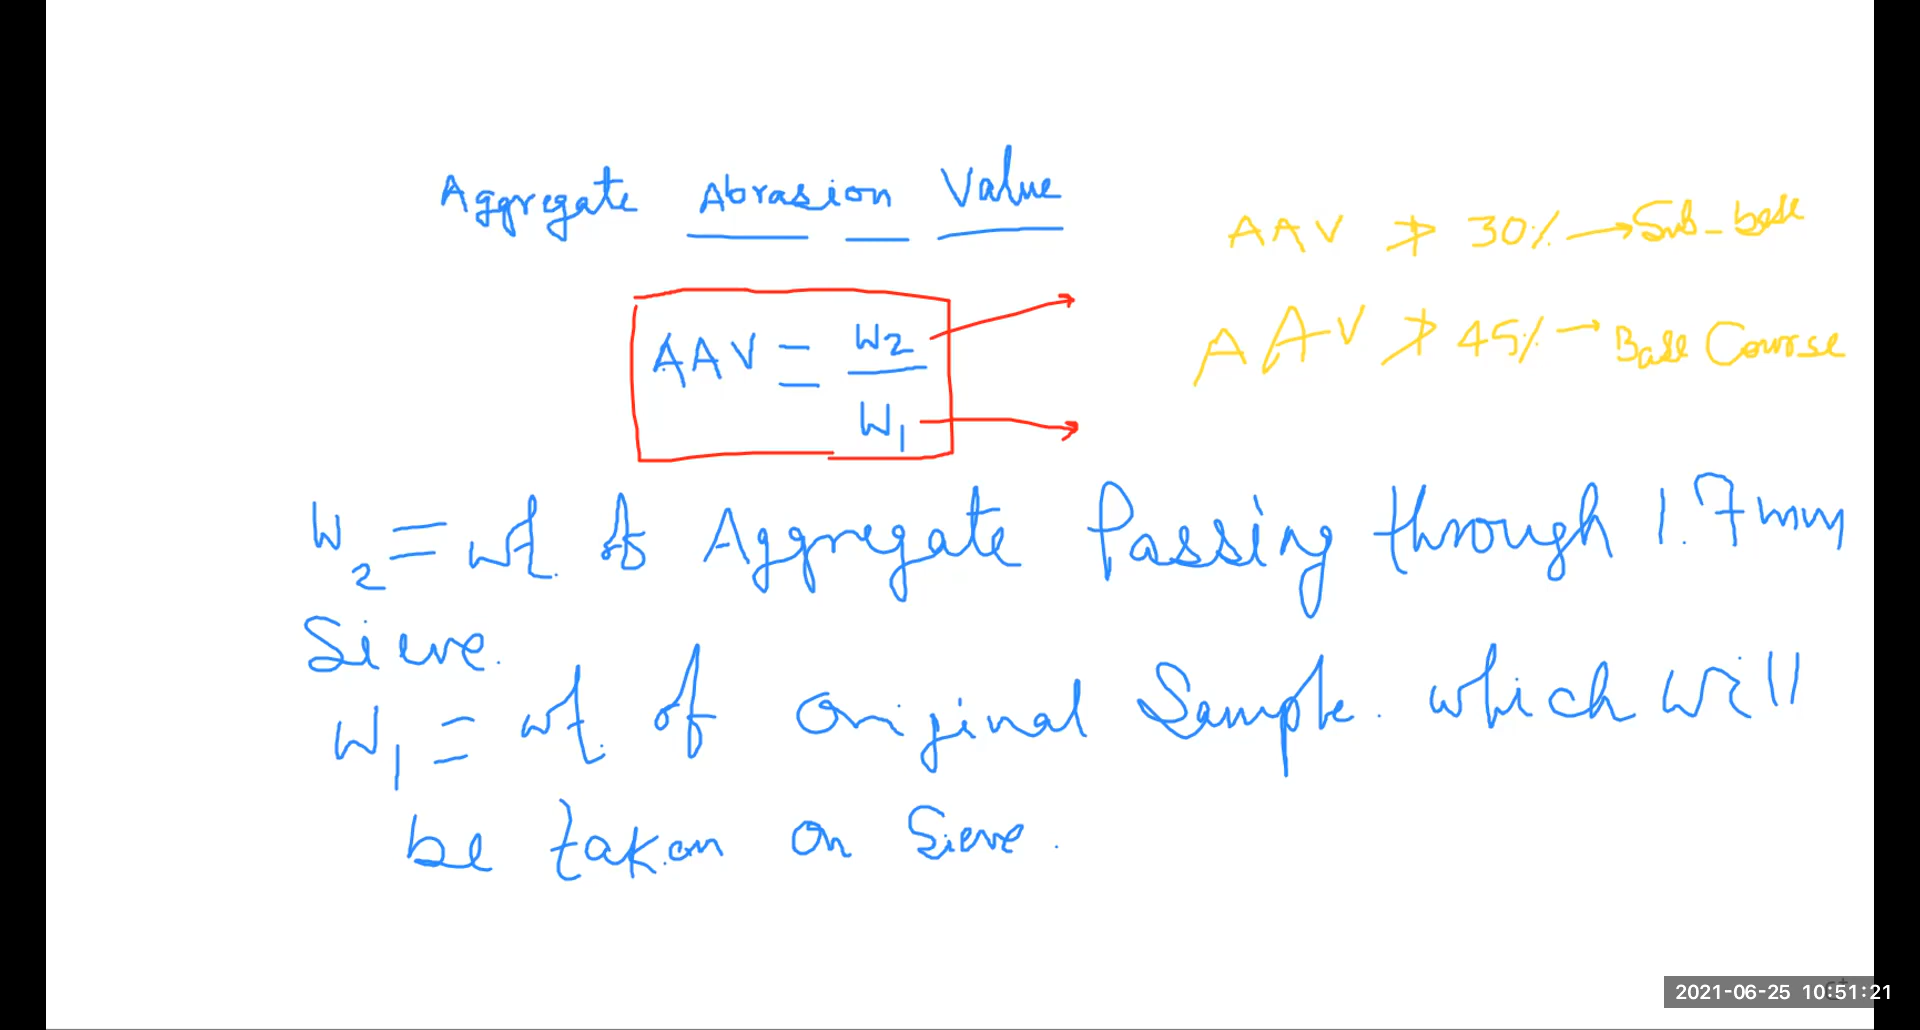 Aggregate Abrasion Value
AAV ≯ 30% → Sub-base
AAV = W2 / W1
AAV ≯ 45% → Base Course
W2 = wt. of Aggregate Passing through 1.7mm
Sieve.
W1 = wt. of original Sample. which will
be taken on Sieve.
2021-06-25 10:51:21